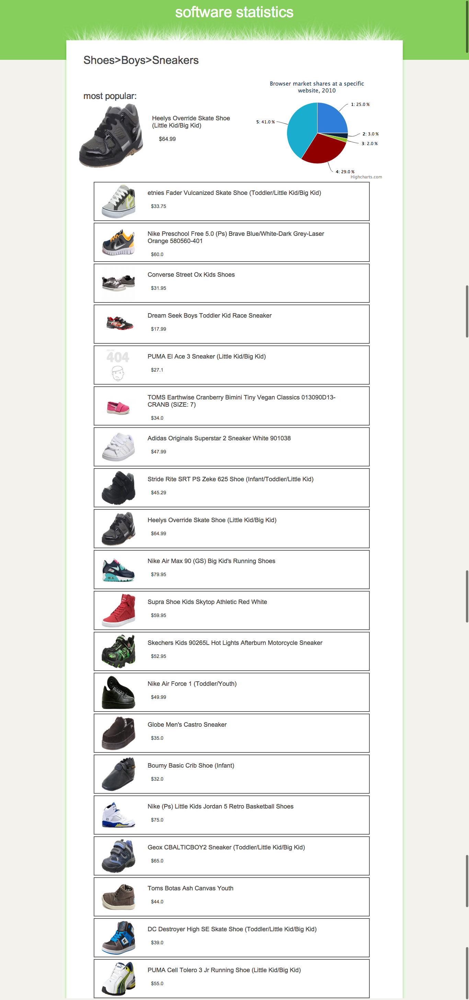 software statistics
Shoes>Boys>Sneakers
most popular:
Heelys Override Skate Shoe
(Little Kid/Big Kid)
$64.99
Browser market shares at a specific
website, 2010
1: 25.0 %
2: 3.0 %
3: 2.0 %
4: 29.0 %
5: 41.0 %
Highcharts.com
etnies Fader Vulcanized Skate Shoe (Toddler/Little Kid/Big Kid)
$33.75
Nike Preschool Free 5.0 (Ps) Brave Blue/White-Dark Grey-Laser
Orange 580560-401
$60.0
Converse Street Ox Kids Shoes
$31.95
Dream Seek Boys Toddler Kid Race Sneaker
$17.99
404
PUMA El Ace 3 Sneaker (Little Kid/Big Kid)
$27.1
TOMS Earthwise Cranberry Bimini Tiny Vegan Classics 013090D13-
CRANB (SIZE: 7)
$34.0
Adidas Originals Superstar 2 Sneaker White 901038
$47.99
Stride Rite SRT PS Zeke 625 Shoe (Infant/Toddler/Little Kid)
$45.29
Heelys Override Skate Shoe (Little Kid/Big Kid)
$64.99
Nike Air Max 90 (GS) Big Kid's Running Shoes
$79.95
Supra Shoe Kids Skytop Athletic Red White
$59.95
Skechers Kids 90265L Hot Lights Afterburn Motorcycle Sneaker
$52.95
Nike Air Force 1 (Toddler/Youth)
$49.99
Globe Men's Castro Sneaker
$35.0
Boumy Basic Crib Shoe (Infant)
$32.0
23
Nike (Ps) Little Kids Jordan 5 Retro Basketball Shoes
$75.0
Geox CBALTICBOY2 Sneaker (Toddler/Little Kid/Big Kid)
$65.0
Toms Botas Ash Canvas Youth
$44.0
DC Destroyer High SE Skate Shoe (Toddler/Little Kid/Big Kid)
$39.0
PUMA Cell Tolero 3 Jr Running Shoe (Little Kid/Big Kid)
$55.0